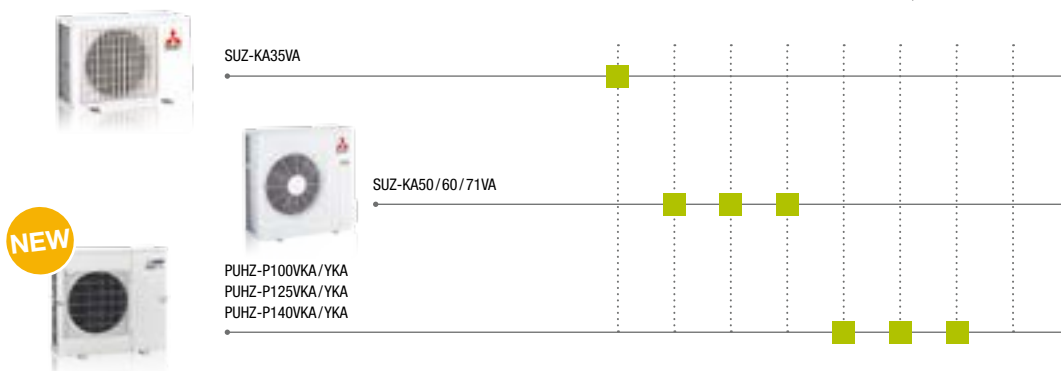 SUZ-KA35VA
SUZ-KA50/60/71VA
NEW
PUHZ-P100VKA/YKA
PUHZ-P125VKA/YKA
PUHZ-P140VKA/YKA